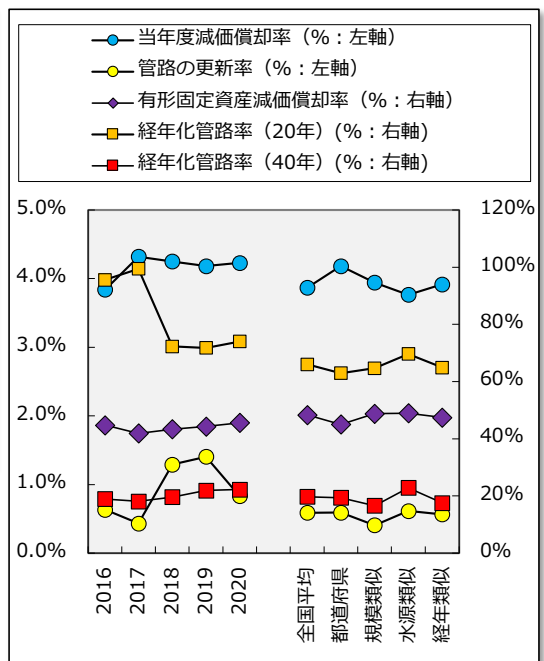 当年度減価償却率（%：左軸）
管路の更新率（%：左軸）
有形固定資産減価償却率（%：右軸）
経年化管路率（20年）(%：右軸)
経年化管路率（40年）(%：右軸)
5.0%
4.0%
3.0%
2.0%
1.0%
0.0%
120%
100%
80%
60%
40%
20%
0%
2016
2017
2018
2019
2020
全国平均
都道府県
規模類似
水源類似
経年類似